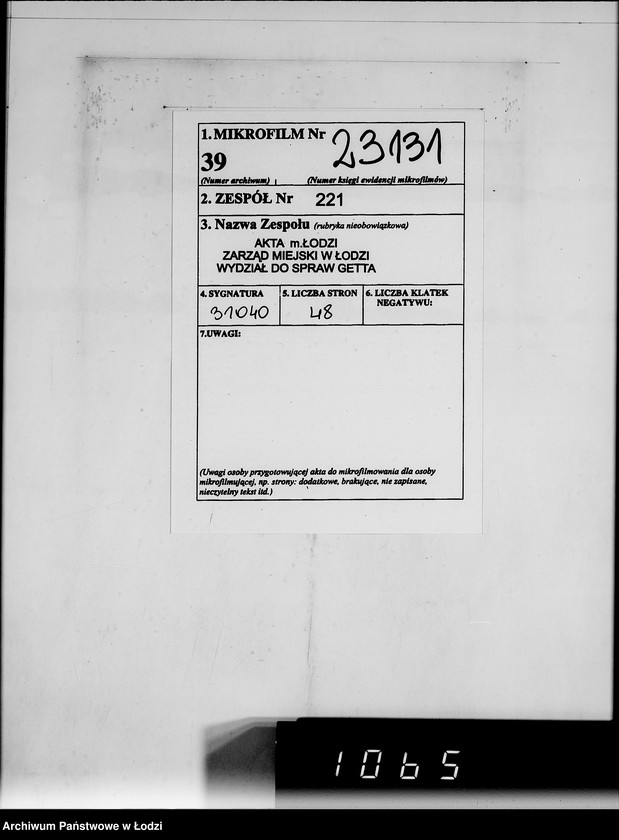 1. MIKROFILM Nr 23131
39
(Numer archiwum) (Numer księgi ewidencji mikrofilmów)
2. ZESPÓŁ Nr 221
3. Nazwa Zespołu (rubryka nieobowiązkowa)
AKTA m.ŁODZI
ZARZĄD MIEJSKI W ŁODZI
WYDZIAŁ DO SPRAW GETTA
4. SYGNATURA 5. LICZBA STRON 6. LICZBA KLATEK
NEGATYWU:
31040 48
7.UWAGI:
(Uwagi osoby przygotowującej akta do mikrofilmowania dla osoby
mikrofilmującej, np. strony: dodatkowe, brakujące, nie zapisane,
nieczytelny tekst itd.)
1065
Archiwum Państwowe w Łodzi